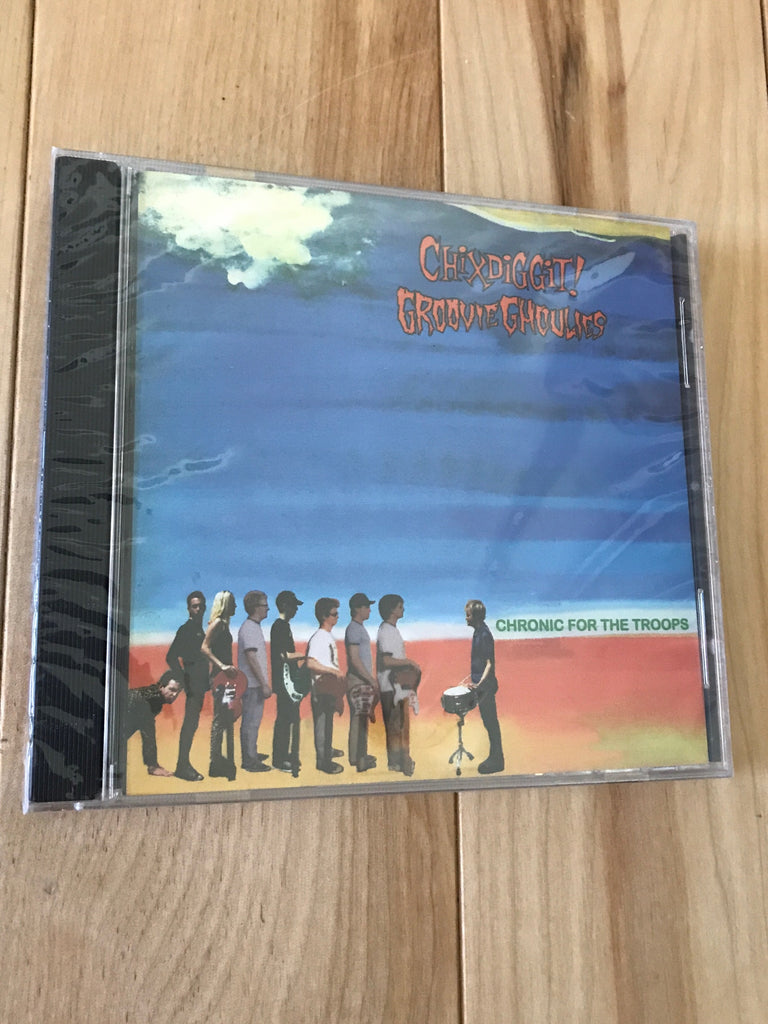 CHiXDiGGiT!
GROOVIE GHOULIES
CHRONIC FOR THE TROOPS